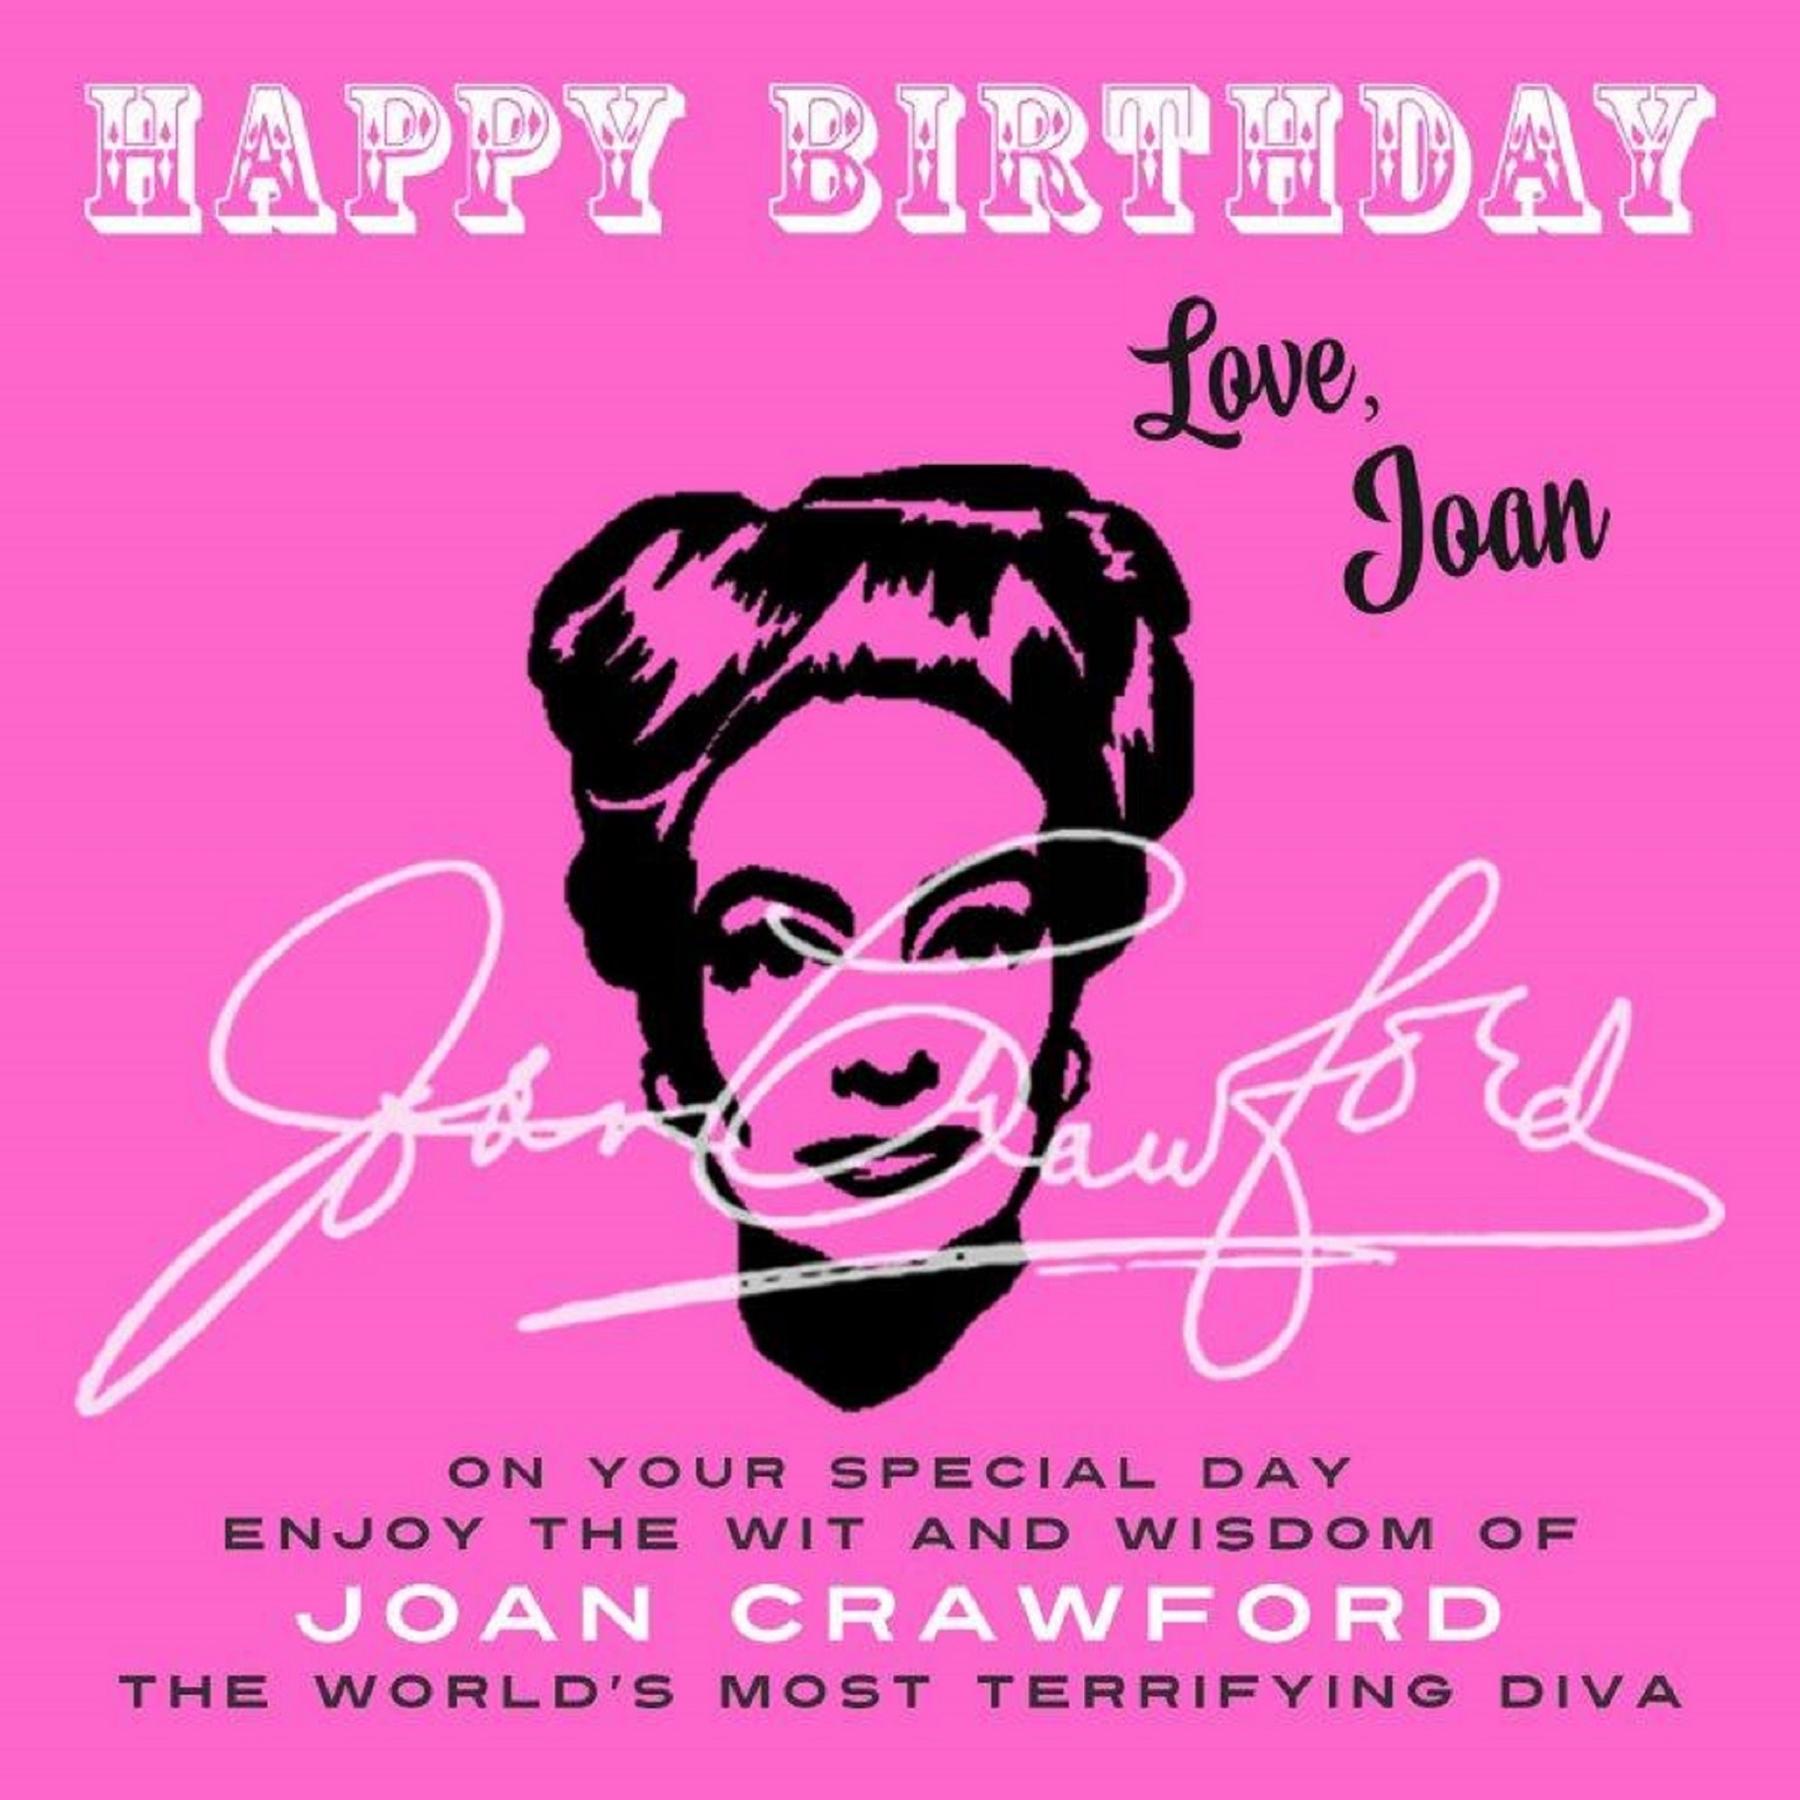 HAPPY BIRTHDAY
Love,
Joan
Joan Crawford
ON YOUR SPECIAL DAY
ENJOY THE WIT AND WISDOM OF
JOAN CRAWFORD
THE WORLD'S MOST TERRIFYING DIVA